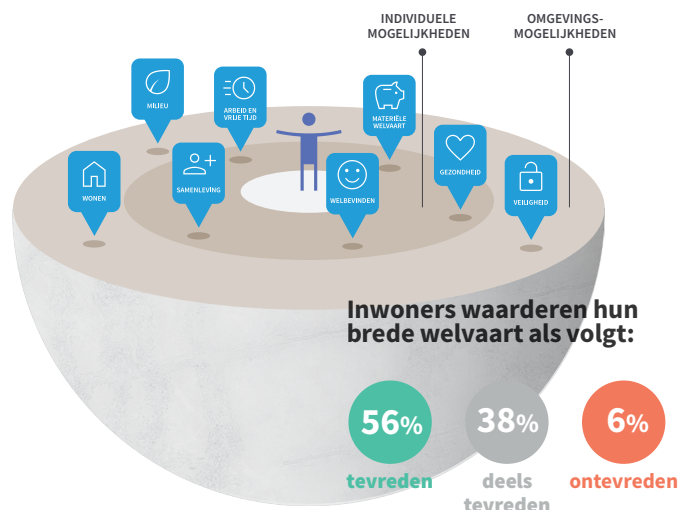 INDIVIDUELE
MOGELIJKHEDEN
OMGEVINGS-
MOGELIJKHEDEN
MILIEU
ARBEID EN
VRIJE TIJD
MATERIËLE
WELVAART
GEZONDHEID
WONEN
SAMENLEVING
WELBEVINDEN
VEILIGHEID
Inwoners waarderen hun
brede welvaart als volgt:
56%
38%
6%
tevreden
deels
tevreden
ontevreden